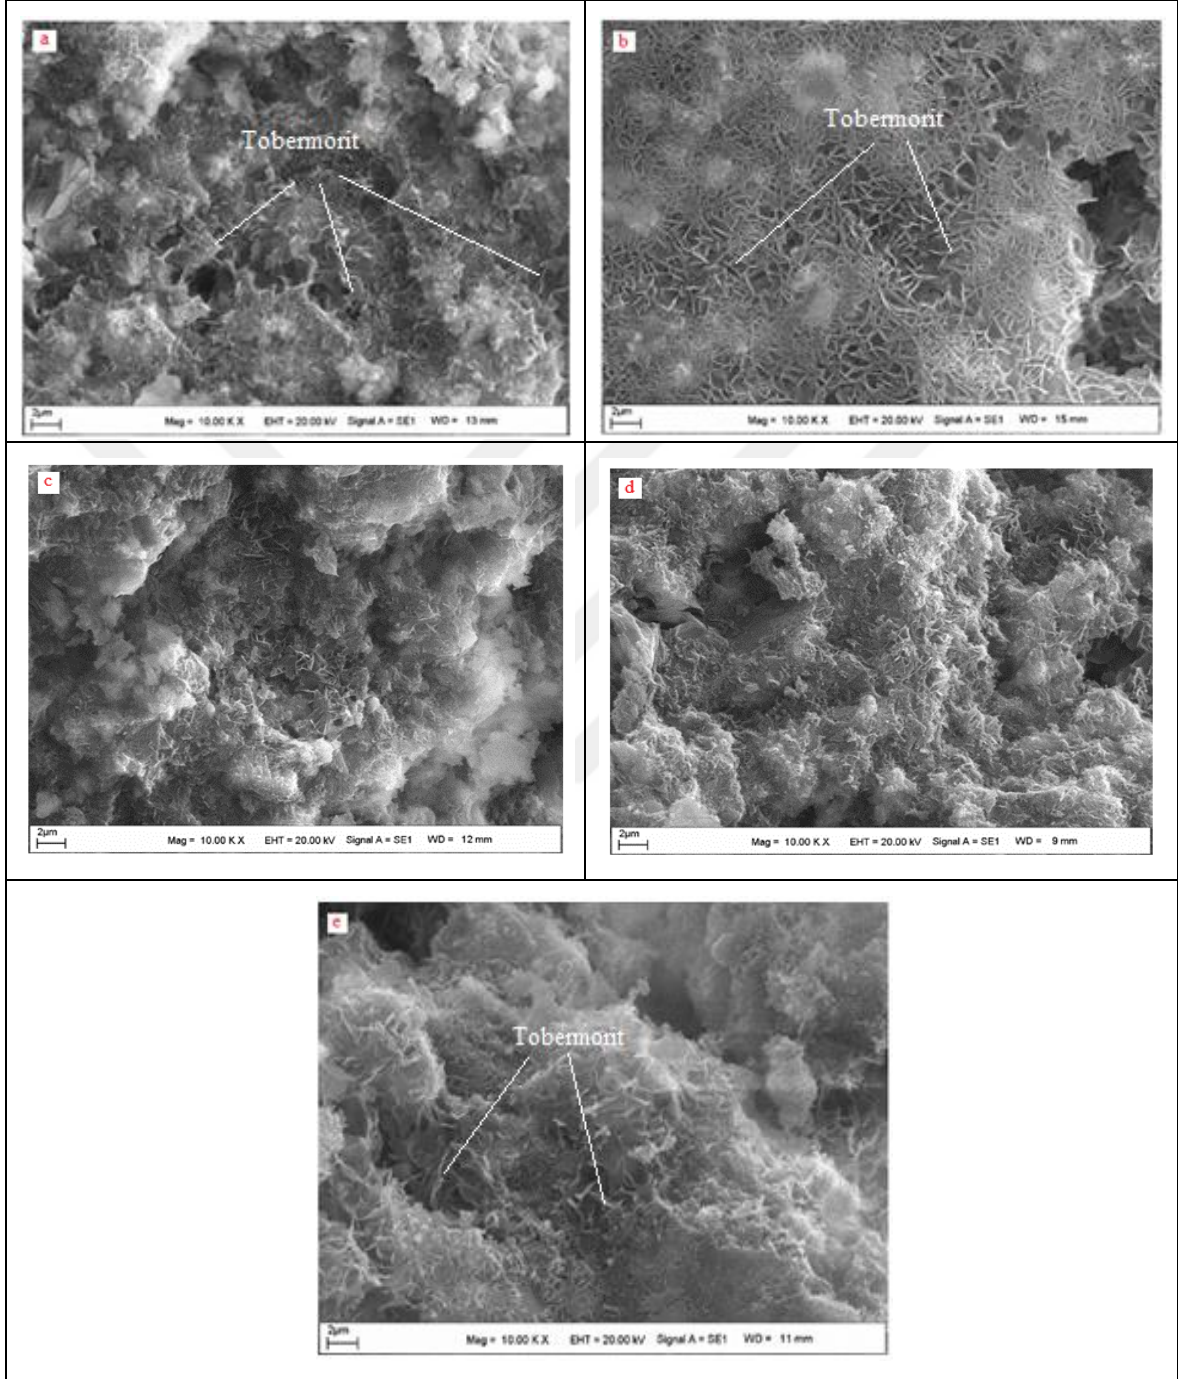 a
Tobermorit
2µm
Mag = 10.00 K X EHT = 20.00 kV Signal A = SE1 WD = 13 mm
b
Tobermorit
2µm
Mag = 10.00 K X EHT = 20.00 kV Signal A = SE1 WD = 15 mm
c
2µm
Mag = 10.00 K X EHT = 20.00 kV Signal A = SE1 WD = 12 mm
d
2µm
Mag = 10.00 K X EHT = 20.00 kV Signal A = SE1 WD = 9 mm
e
Tobermorit
2µm
Mag = 10.00 K X EHT = 20.00 kV Signal A = SE1 WD = 11 mm